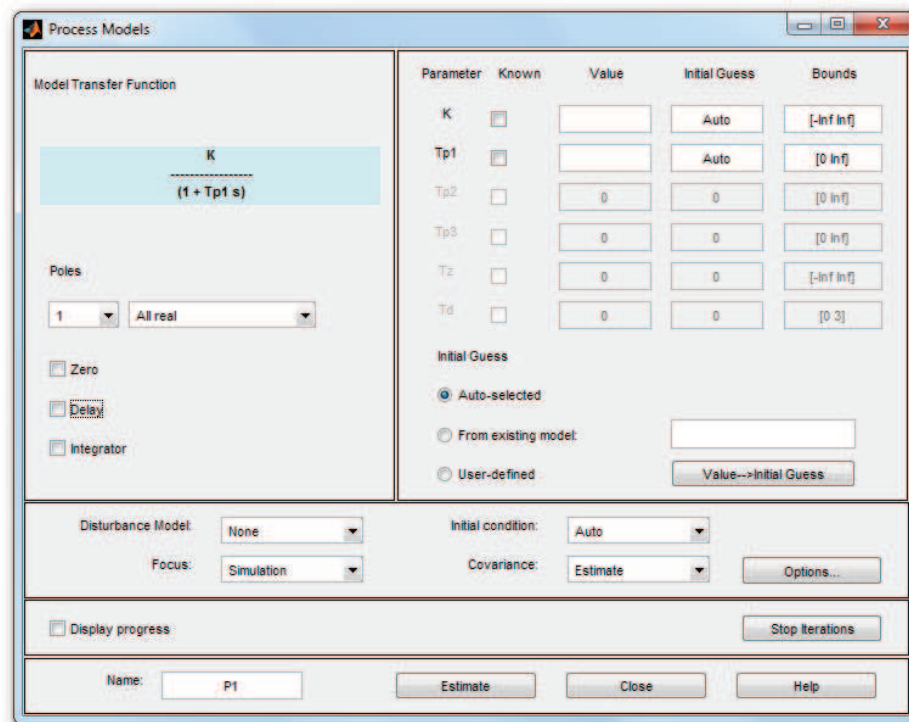 Process Models
Model Transfer Function
K
-----------------
(1 + Tp1 s)
Poles
1 All real
Zero
Delay
Integrator
Parameter Known Value Initial Guess Bounds
K Auto [-Inf Inf]
Tp1 Auto [0 Inf]
Tp2 0 0 [0 Inf]
Tp3 0 0 [0 Inf]
Tz 0 0 [-Inf Inf]
Td 0 0 [0 3]
Initial Guess
Auto-selected
From existing model:
User-defined Value-->Initial Guess
Disturbance Model: None Initial condition: Auto
Focus: Simulation Covariance: Estimate Options...
Display progress Stop Iterations
Name: P1 Estimate Close Help